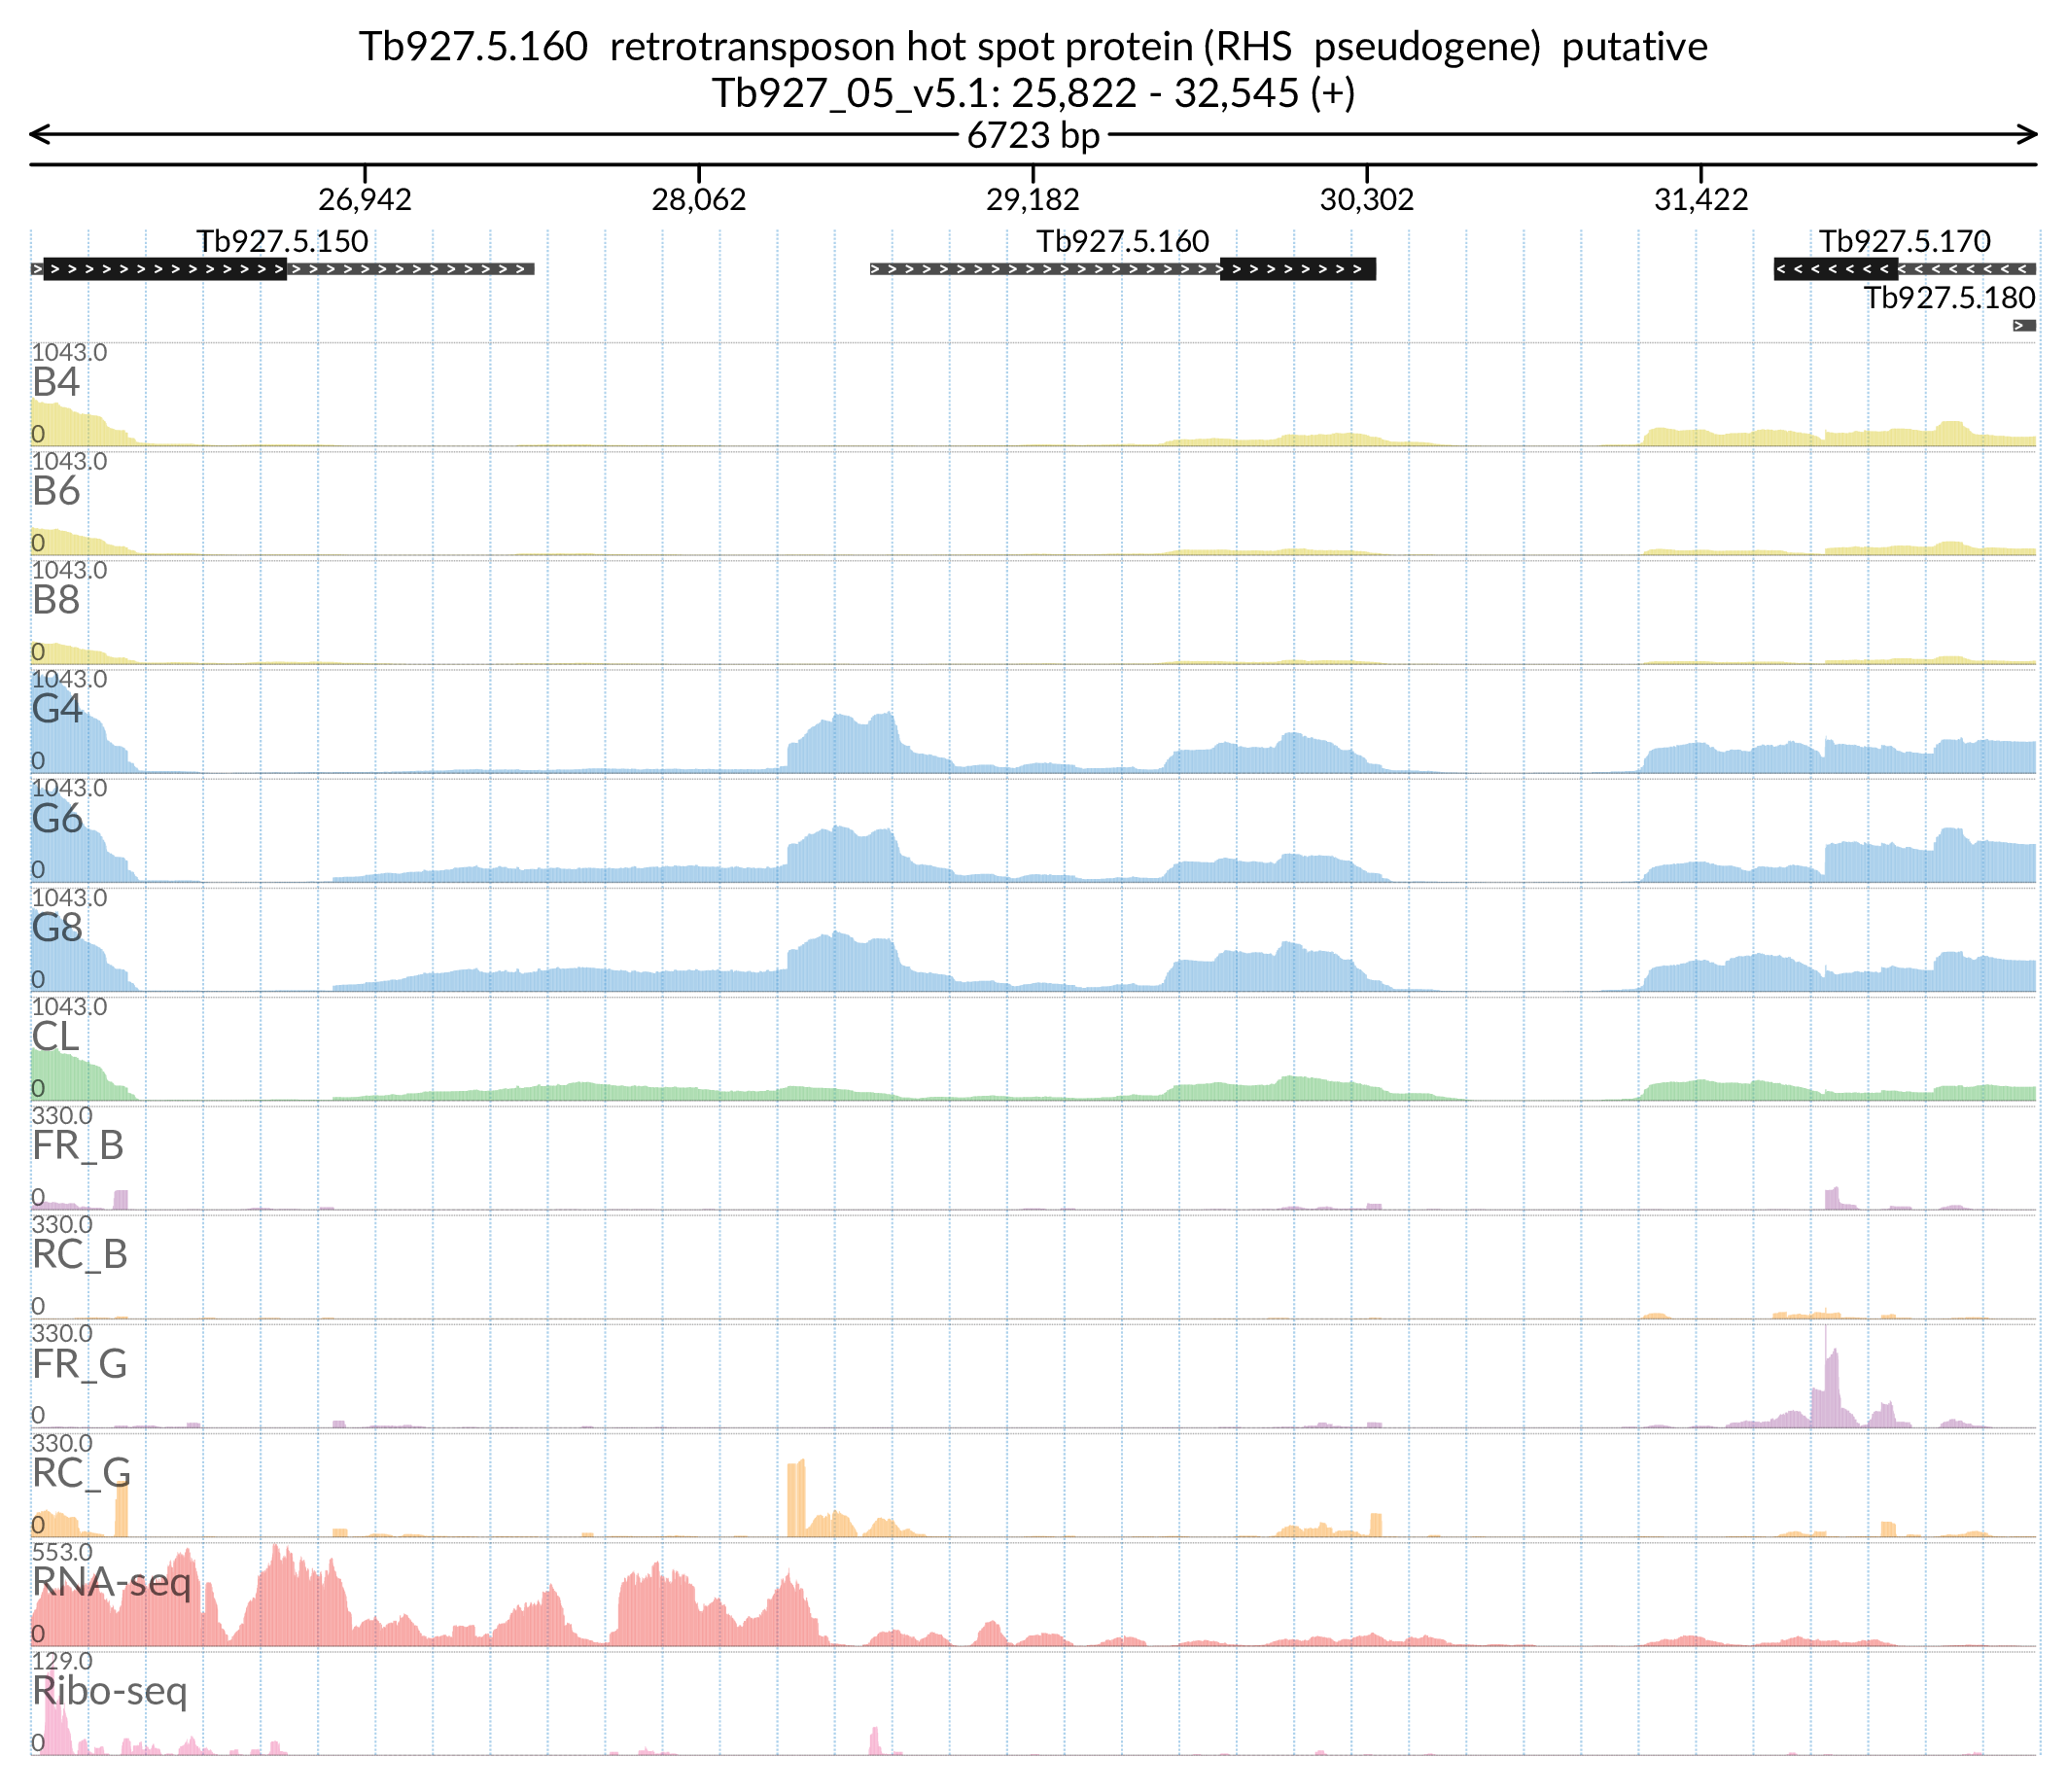 Tb927.5.160 retrotransposon hot spot protein (RHS pseudogene) putative
Tb927_05_v5.1: 25,822 - 32,545 (+)
6723 bp
26,942 28,062 29,182 30,302 31,422
Tb927.5.150 Tb927.5.160 Tb927.5.170
Tb927.5.180
1043.0
B4
0
1043.0
B6
0
1043.0
B8
0
1043.0
G4
0
1043.0
G6
0
1043.0
G8
0
1043.0
CL
0
330.0
FR_B
0
330.0
RC_B
0
330.0
FR_G
0
330.0
RC_G
0
553.0
RNA-seq
0
129.0
Ribo-seq
0